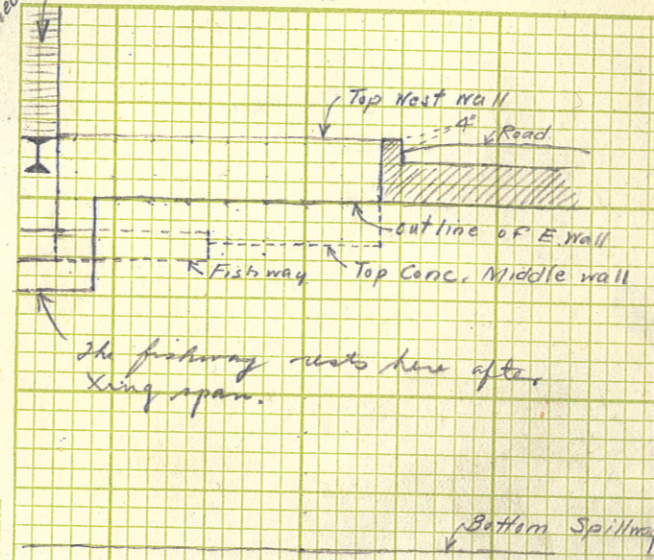 Top West Wall
4"
Road
outline of E. Wall
Fishway
Top Conc. Middle Wall
The fishway rests here after
Xing span.
Bottom Spillway